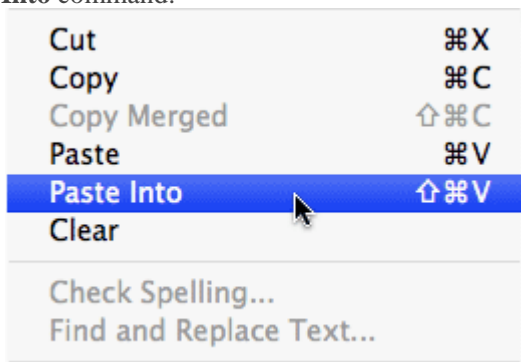 Into command.
Cut ⌘X
Copy ⌘C
Copy Merged ⇧⌘C
Paste ⌘V
Paste Into ⇧⌘V
Clear
Check Spelling...
Find and Replace Text...